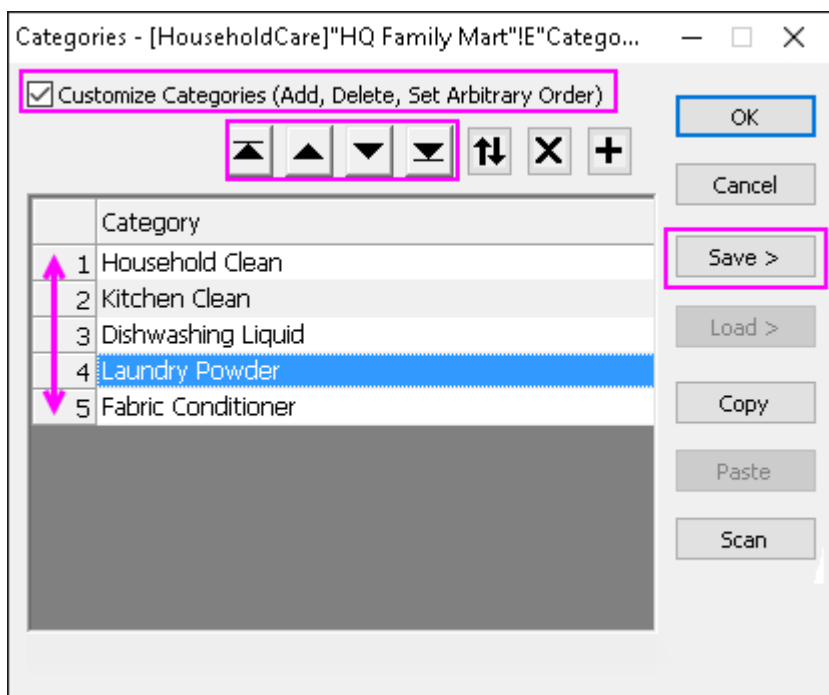 Categories - [HouseholdCare]"HQ Family Mart"!E"Catego...
Customize Categories (Add, Delete, Set Arbitrary Order)
OK
Cancel
Category
Save >
1 Household Clean
2 Kitchen Clean
Load >
3 Dishwashing Liquid
4 Laundry Powder
5 Fabric Conditioner
Copy
Paste
Scan